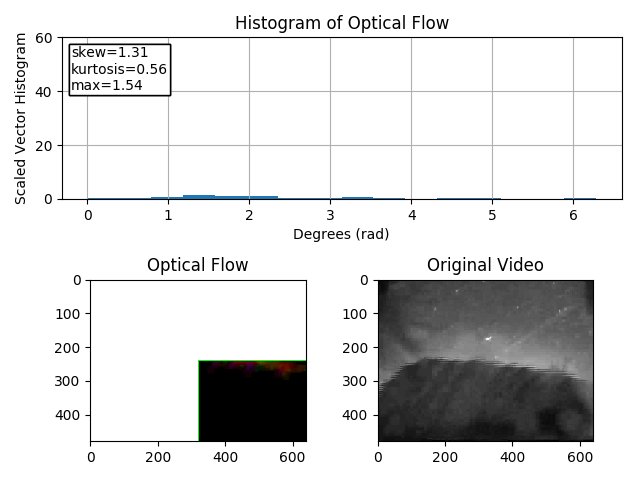 Histogram of Optical Flow
60
40
20
0
Scaled Vector Histogram
skew=1.31
kurtosis=0.56
max=1.54
0 1 2 3 4 5 6
Degrees (rad)
Optical Flow
0
100
200
300
400
0 200 400 600
Original Video
0
100
200
300
400
0 200 400 600